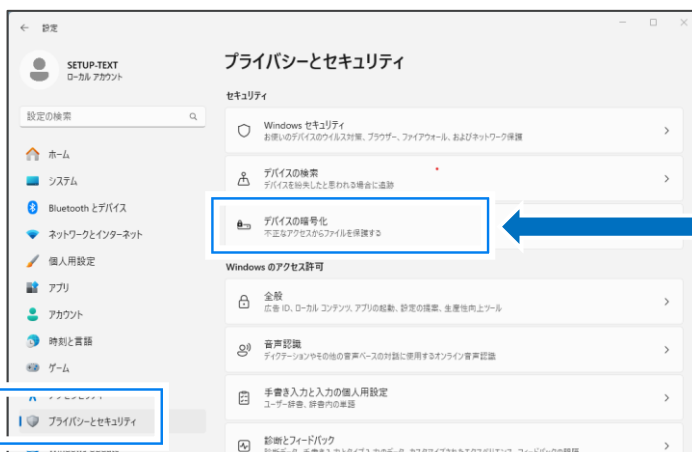 設定
SETUP-TEXT
ローカル アカウント
設定の検索
ホーム
システム
Bluetooth とデバイス
ネットワークとインターネット
個人用設定
アプリ
アカウント
時刻と言語
ゲーム
プライバシーとセキュリティ
プライバシーとセキュリティ
セキュリティ
Windows セキュリティ
お使いのデバイスのウイルス対策、ブラウザー、ファイアウォール、およびネットワーク保護
デバイスの検索
デバイスを紛失したと思われる場合に追跡
デバイスの暗号化
不正なアクセスからファイルを保護する
Windows のアクセス許可
全般
広告 ID、ローカル コンテンツ、アプリの起動、設定の提案、生産性向上ツール
音声認識
ディクテーションやその他の音声ベースの対話に使用するオンライン音声認識
手書き入力と入力の個人用設定
ユーザー辞書、辞書内の単語
診断とフィードバック